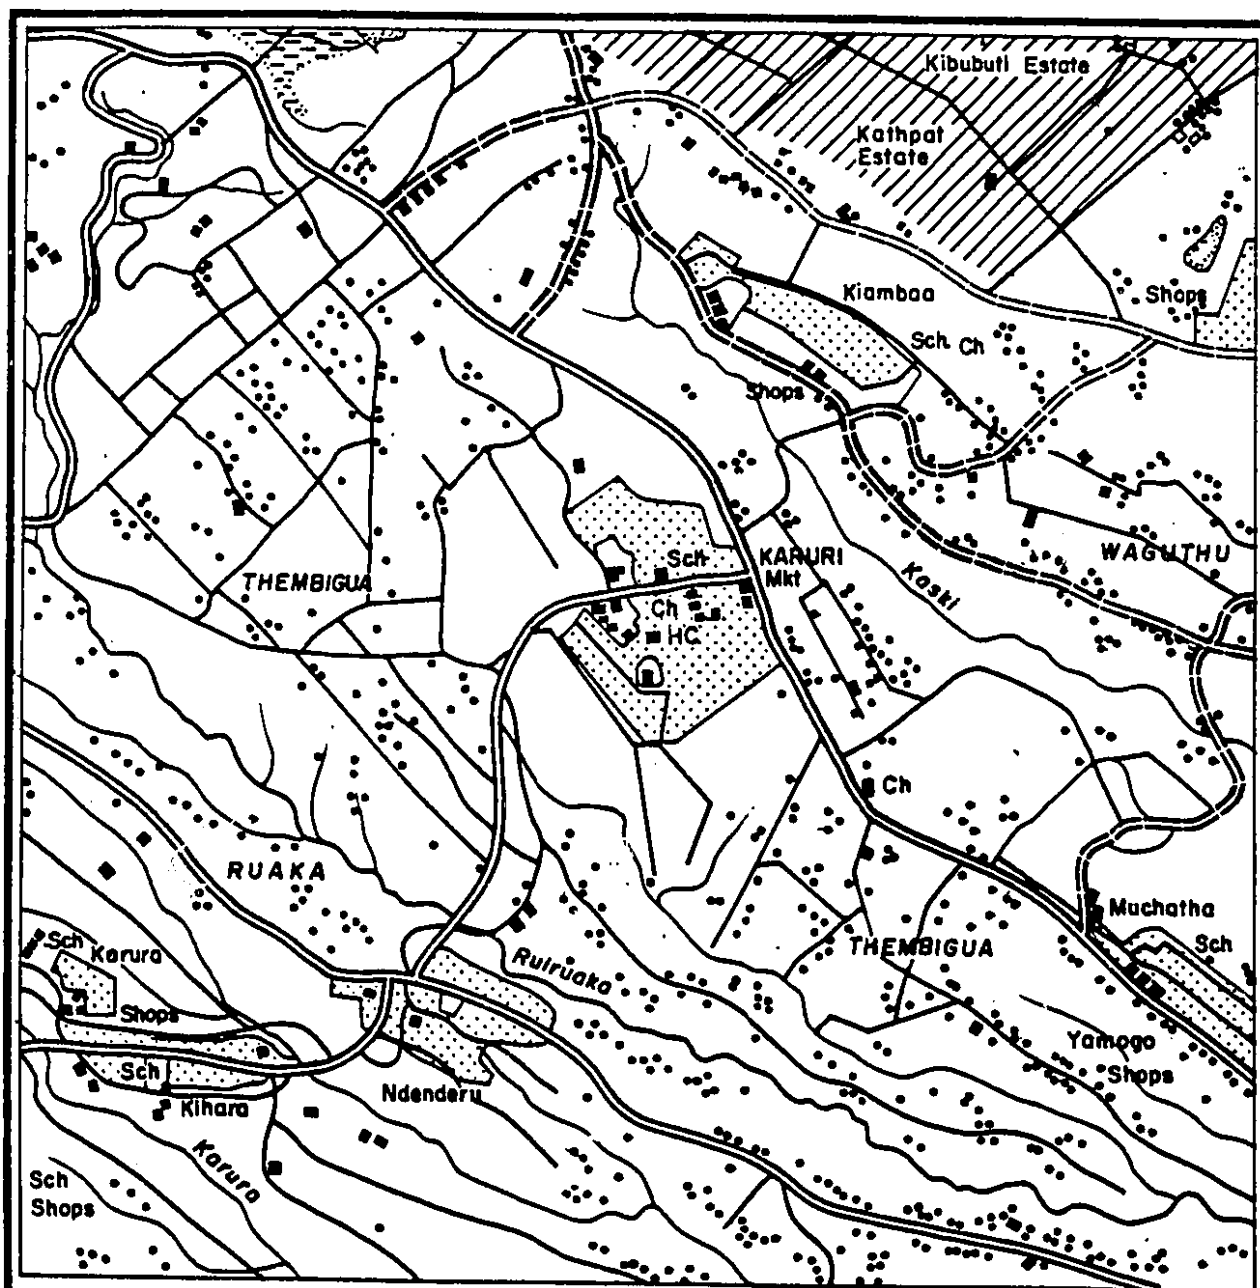 Kibubuti Estate
Kathpat
Estate
Kiambaa
Shops
Sch Ch
Shops
WAGUTHU
KARURI
Mkt
Sch
Kaski
THEMBIGUA
Ch
HC
Ch
RUAKA
Muchatha
Sch
THEMBIGUA
Sch
Karura
Ruiruaka
Shops
Yamogo
Shops
Sch
Kihara
Ndenderu
Karura
Sch
Shops